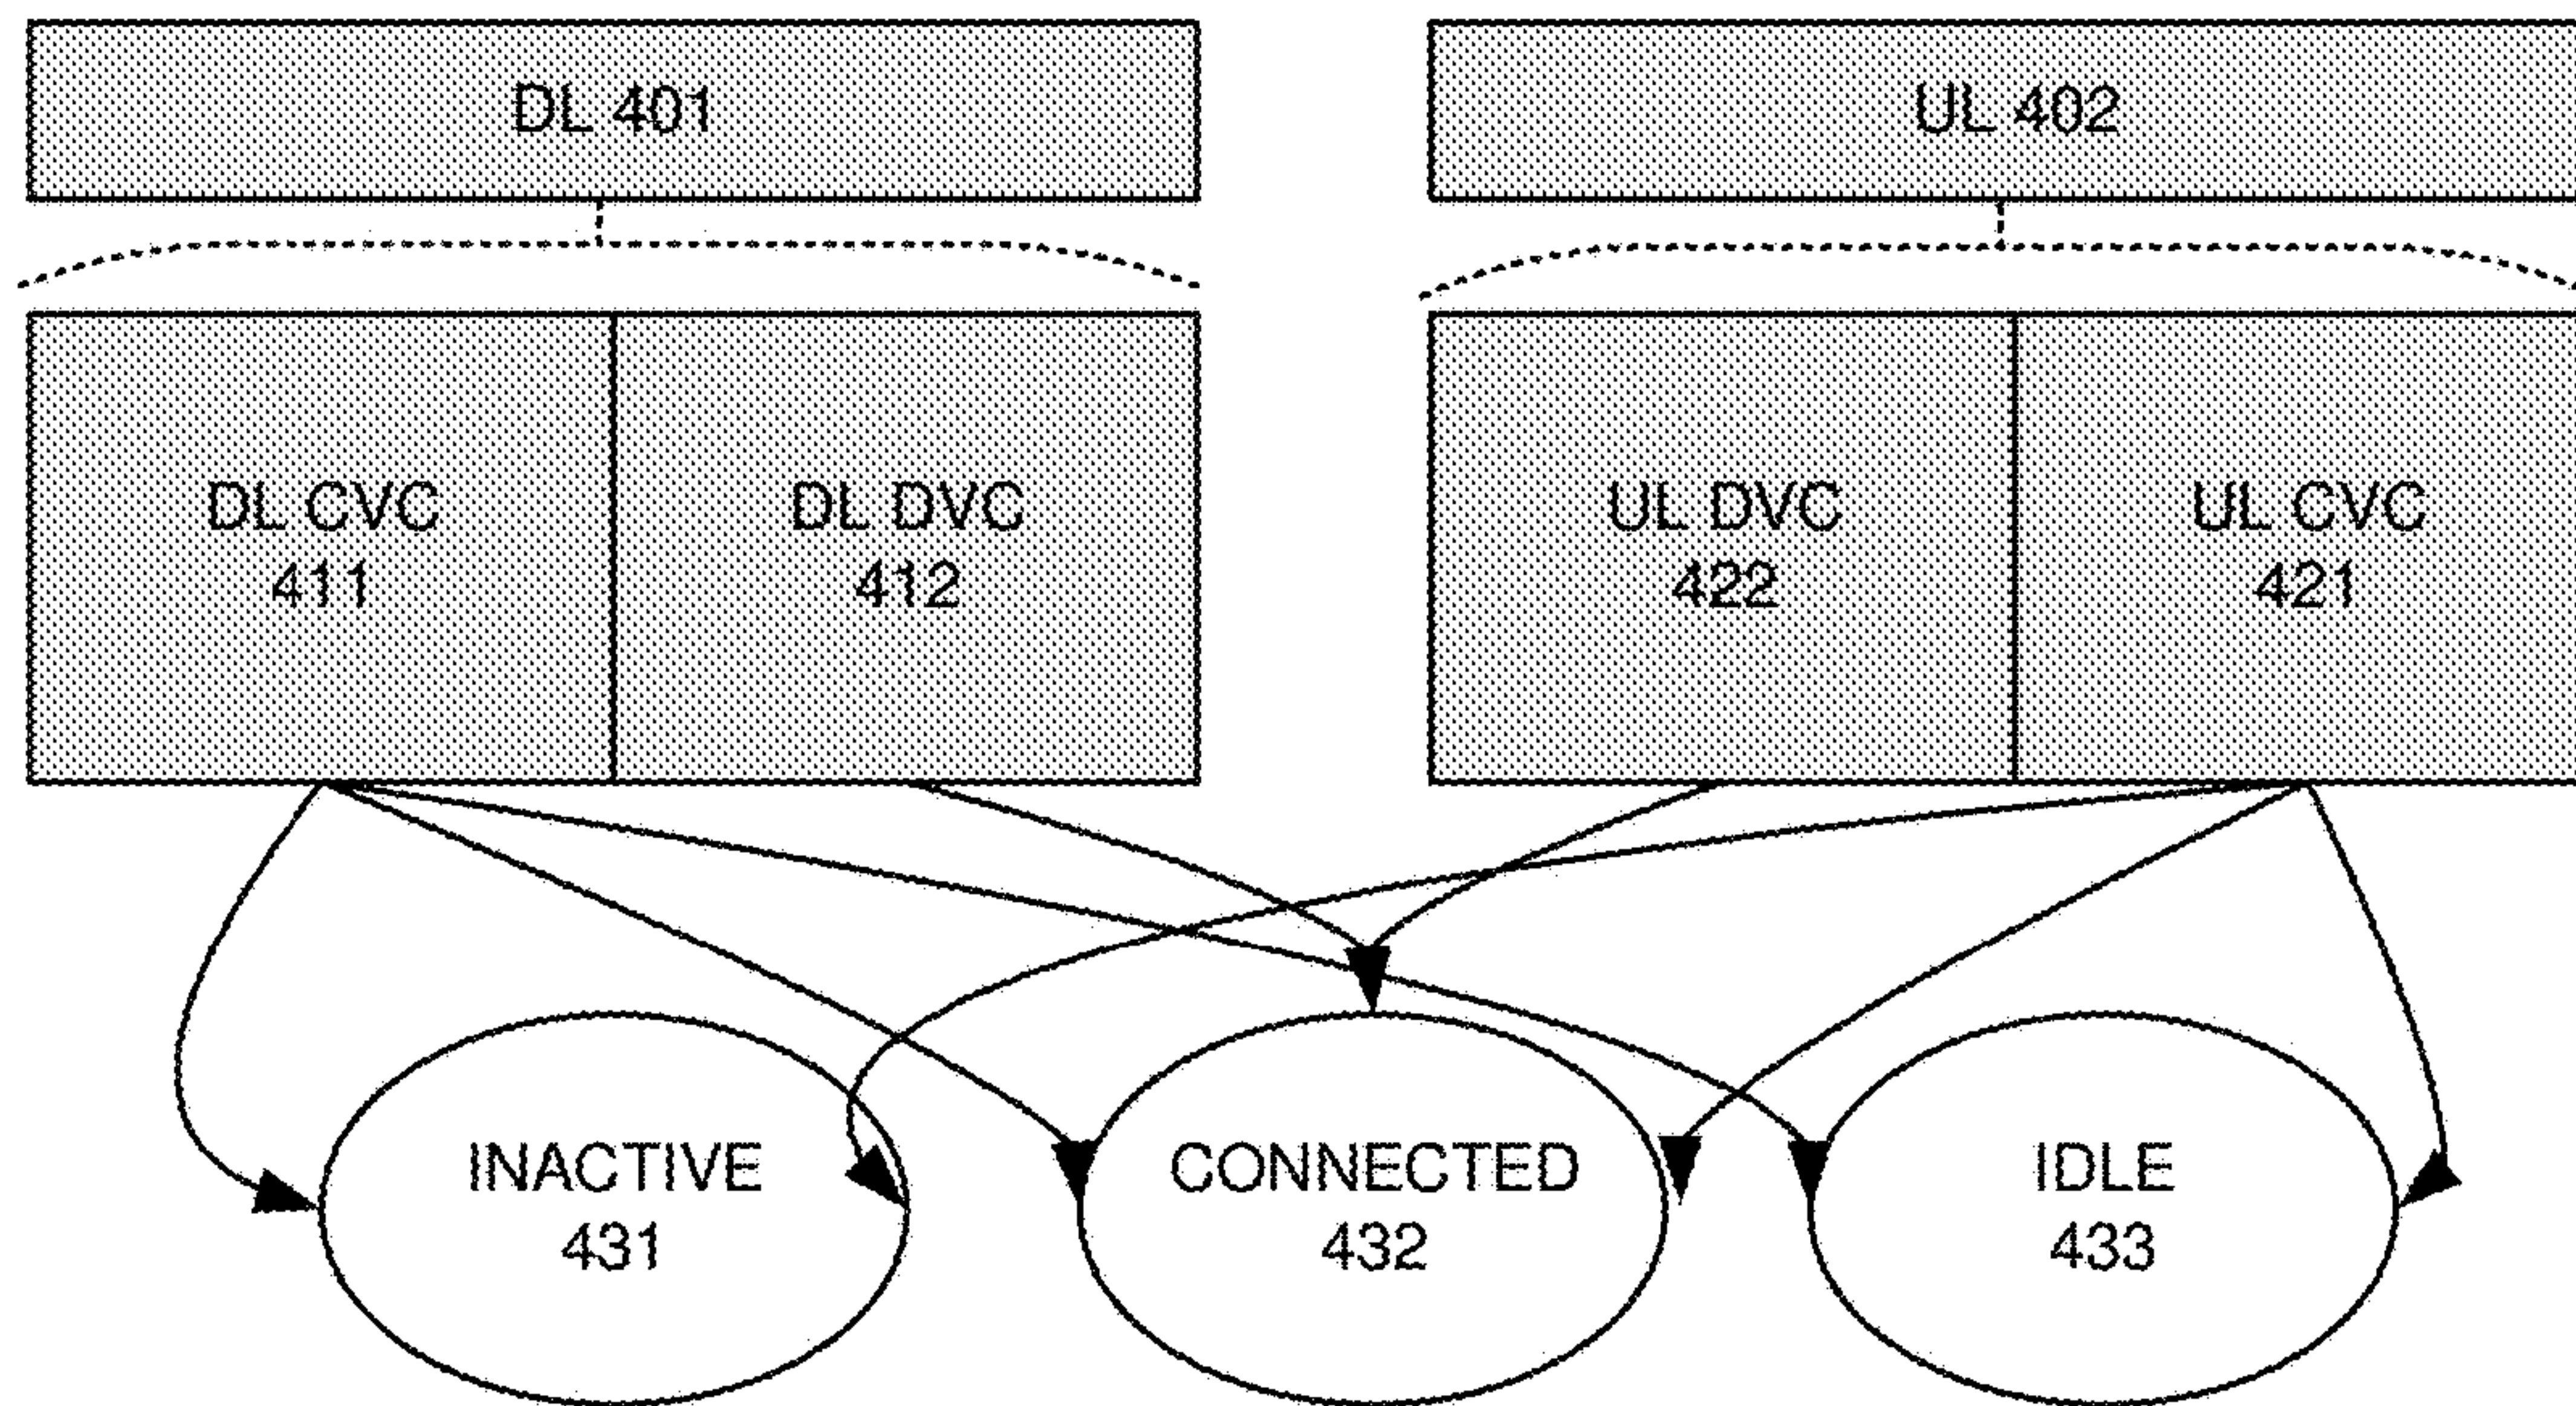 DL 401
UL 402
DL CVC
411
DL DVC
412
UL DVC
422
UL CVC
421
INACTIVE
431
CONNECTED
432
IDLE
433